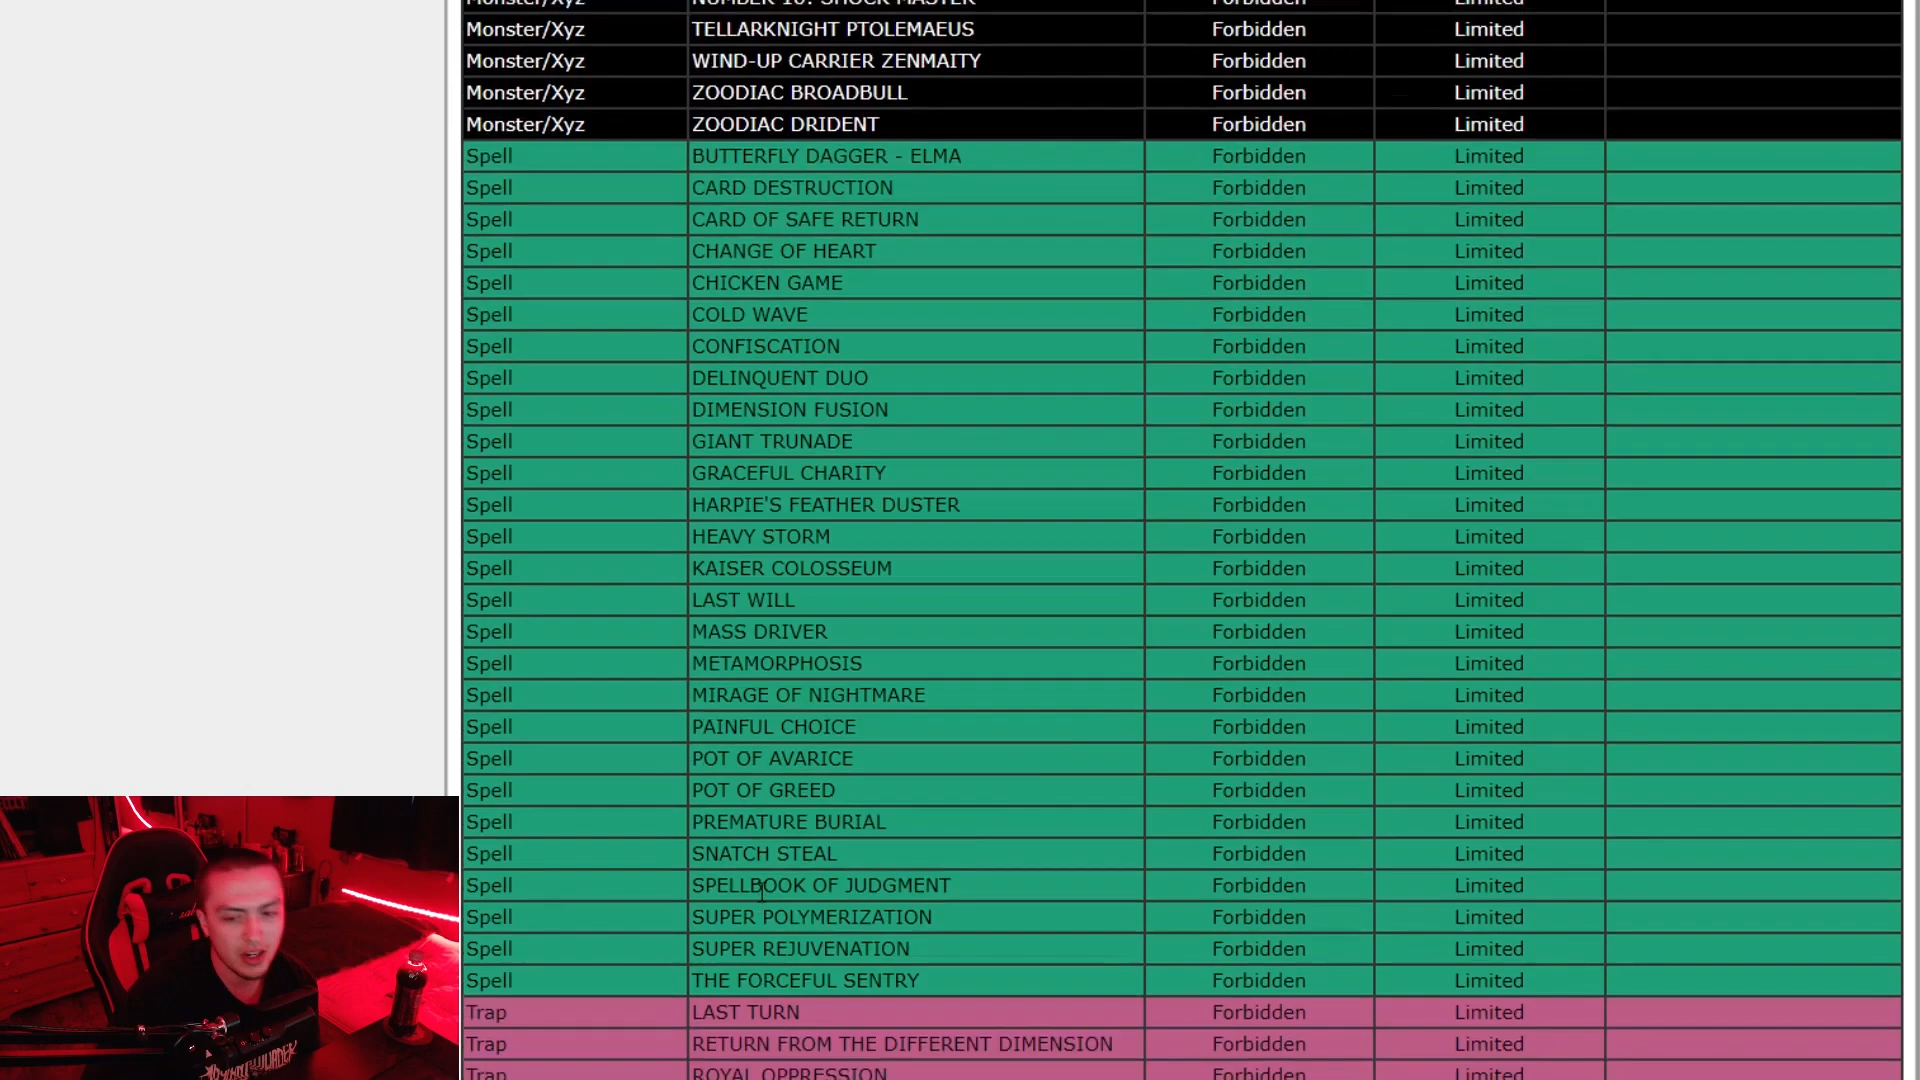 Monster/Xyz NUMBER 16: SHOCK MASTER Forbidden Limited
Monster/Xyz TELLARKNIGHT PTOLEMAEUS Forbidden Limited
Monster/Xyz WIND-UP CARRIER ZENMAITY Forbidden Limited
Monster/Xyz ZOODIAC BROADBULL Forbidden Limited
Monster/Xyz ZOODIAC DRIDENT Forbidden Limited
Spell BUTTERFLY DAGGER - ELMA Forbidden Limited
Spell CARD DESTRUCTION Forbidden Limited
Spell CARD OF SAFE RETURN Forbidden Limited
Spell CHANGE OF HEART Forbidden Limited
Spell CHICKEN GAME Forbidden Limited
Spell COLD WAVE Forbidden Limited
Spell CONFISCATION Forbidden Limited
Spell DELINQUENT DUO Forbidden Limited
Spell DIMENSION FUSION Forbidden Limited
Spell GIANT TRUNADE Forbidden Limited
Spell GRACEFUL CHARITY Forbidden Limited
Spell HARPIE'S FEATHER DUSTER Forbidden Limited
Spell HEAVY STORM Forbidden Limited
Spell KAISER COLOSSEUM Forbidden Limited
Spell LAST WILL Forbidden Limited
Spell MASS DRIVER Forbidden Limited
Spell METAMORPHOSIS Forbidden Limited
Spell MIRAGE OF NIGHTMARE Forbidden Limited
Spell PAINFUL CHOICE Forbidden Limited
Spell POT OF AVARICE Forbidden Limited
Spell POT OF GREED Forbidden Limited
Spell PREMATURE BURIAL Forbidden Limited
Spell SNATCH STEAL Forbidden Limited
Spell SPELLBOOK OF JUDGMENT Forbidden Limited
Spell SUPER POLYMERIZATION Forbidden Limited
Spell SUPER REJUVENATION Forbidden Limited
Spell THE FORCEFUL SENTRY Forbidden Limited
Trap LAST TURN Forbidden Limited
Trap RETURN FROM THE DIFFERENT DIMENSION Forbidden Limited
Trap ROYAL OPPRESSION Forbidden Limited